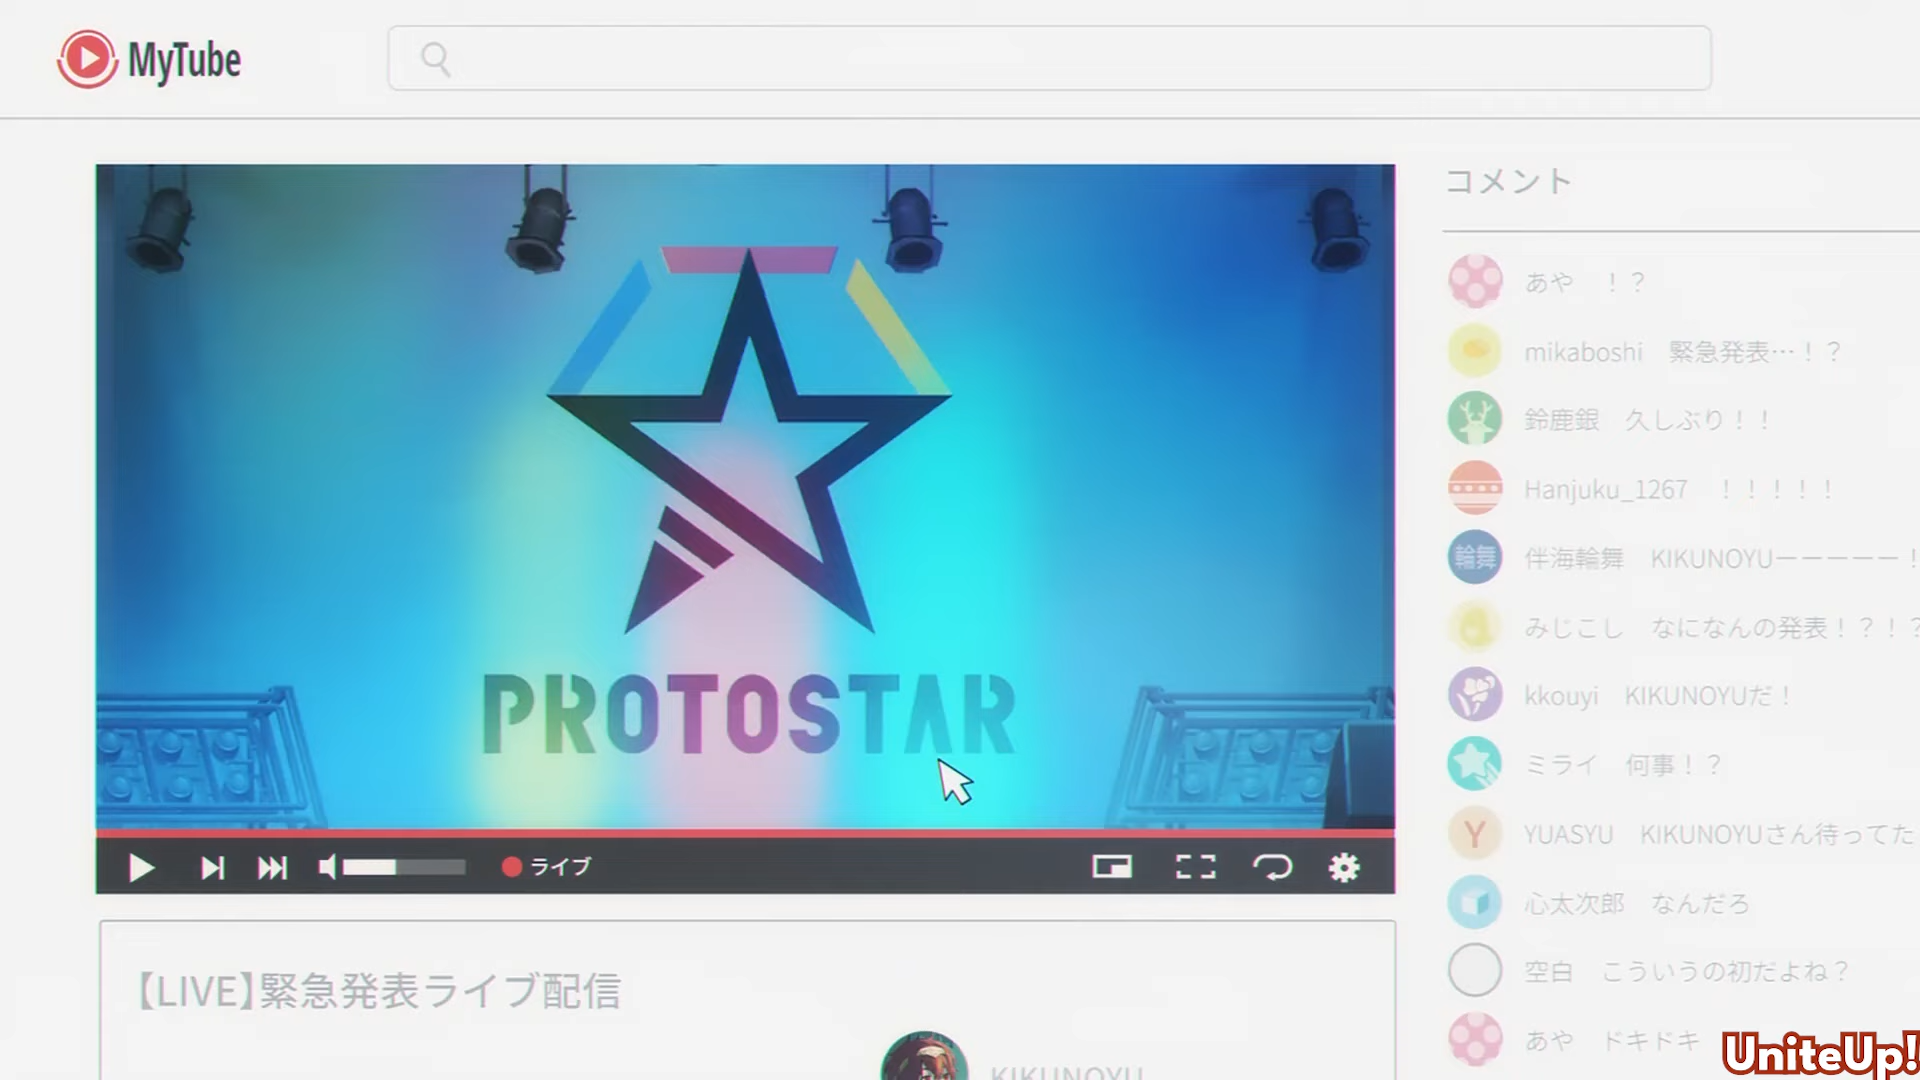 MyTube
PROTOSTAR
ライブ
【LIVE】緊急発表ライブ配信
KIKUNOYU
コメント
あや ！？
mikaboshi 緊急発表…！？
鈴鹿銀 久しぶり！！
Hanjuku_1267 ！！！！！
輪舞 伴海輪舞 KIKUNOYUーーーーー！
みじこし なになんの発表！？！？
kkouyi KIKUNOYUだ！
ミライ 何事！？
Y YUASYU KIKUNOYUさん待ってた
心太次郎 なんだろ
空白 こういうの初だよね？
あや ドキドキ
UniteUp!